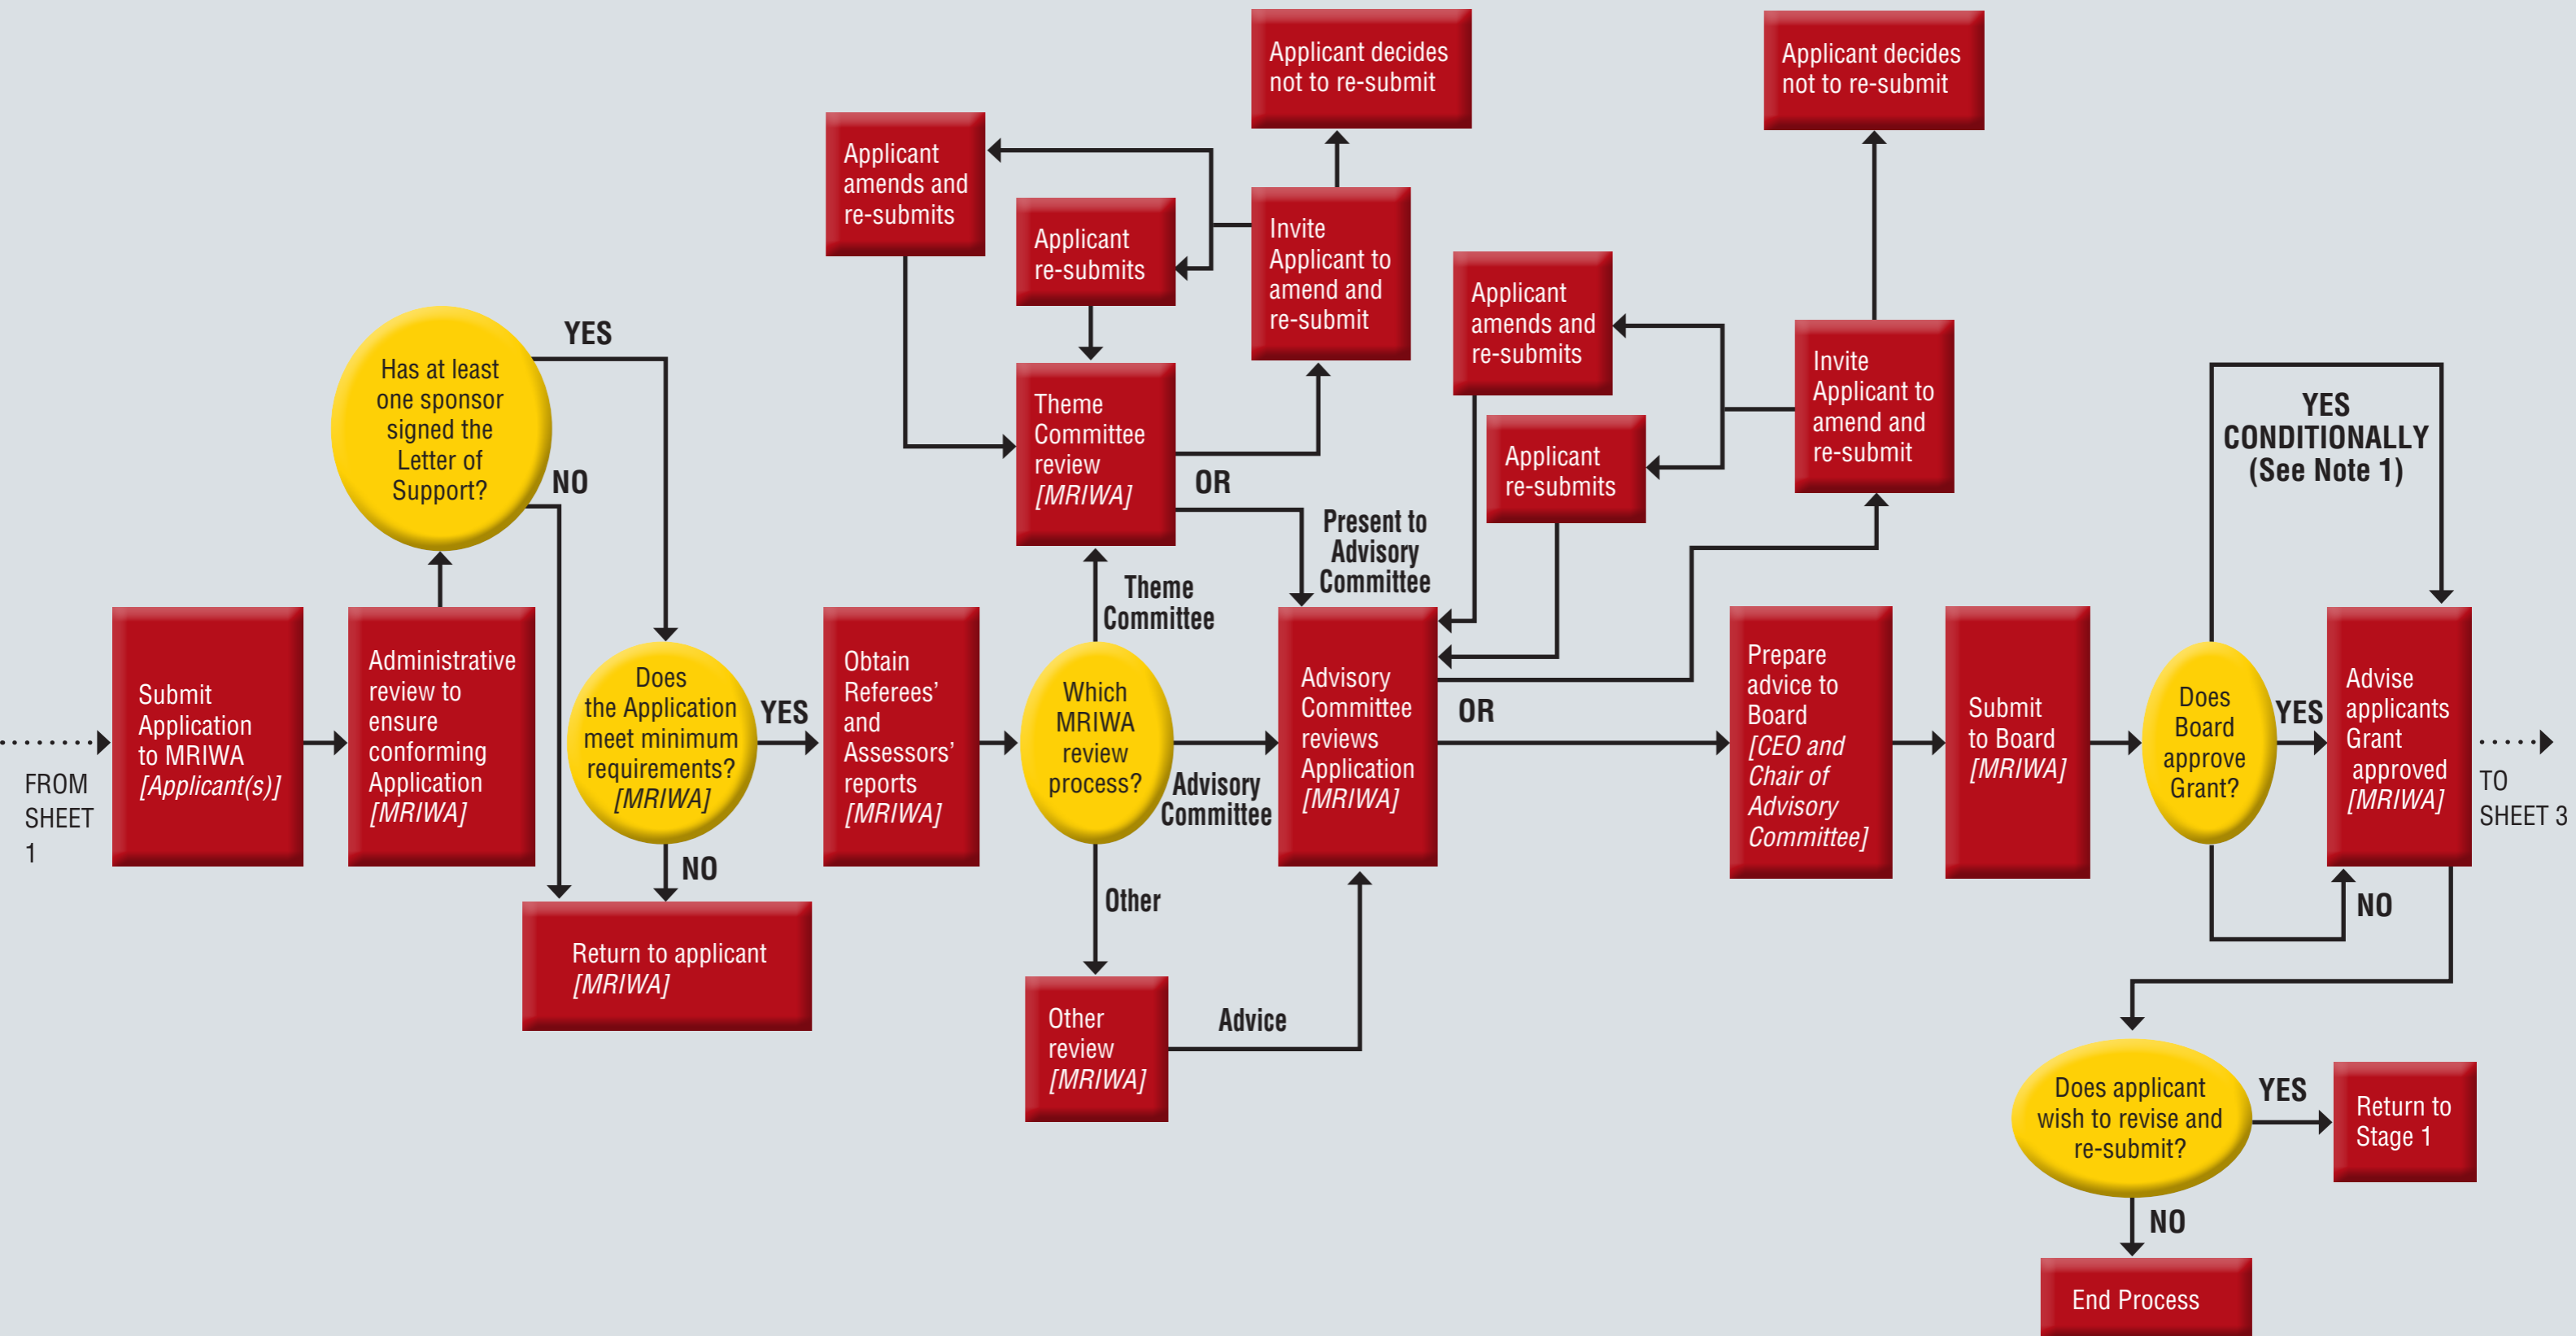 Applicant decides
not to re-submit
Applicant decides
not to re-submit
Applicant
amends and
re-submits
Applicant
re-submits
Invite
Applicant to
amend and
re-submit
Applicant
amends and
re-submits
Applicant
re-submits
Invite
Applicant to
amend and
re-submit
Has at least
one sponsor
signed the
Letter of
Support?
YES
NO
Theme
Committee
review
[MRIWA]
OR
Present to
Advisory
Committee
Theme
Committee
YES
CONDITIONALLY
(See Note 1)
FROM
SHEET
1
Submit
Application
to MRIWA
[Applicant(s)]
Administrative
review to
ensure
conforming
Application
[MRIWA]
Does
the Application
meet minimum
requirements?
[MRIWA]
YES
NO
Return to applicant
[MRIWA]
Obtain
Referees’
and
Assessors’
reports
[MRIWA]
Which
MRIWA
review
process?
Advisory
Committee
Other
Other
review
[MRIWA]
Advice
Advisory
Committee
reviews
Application
[MRIWA]
OR
Prepare
advice to
Board
[CEO and
Chair of
Advisory
Committee]
Submit
to Board
[MRIWA]
Does
Board
approve
Grant?
YES
NO
Advise
applicants
Grant
approved
[MRIWA]
TO
SHEET 3
Does applicant
wish to revise and
re-submit?
YES
Return to
Stage 1
NO
End Process